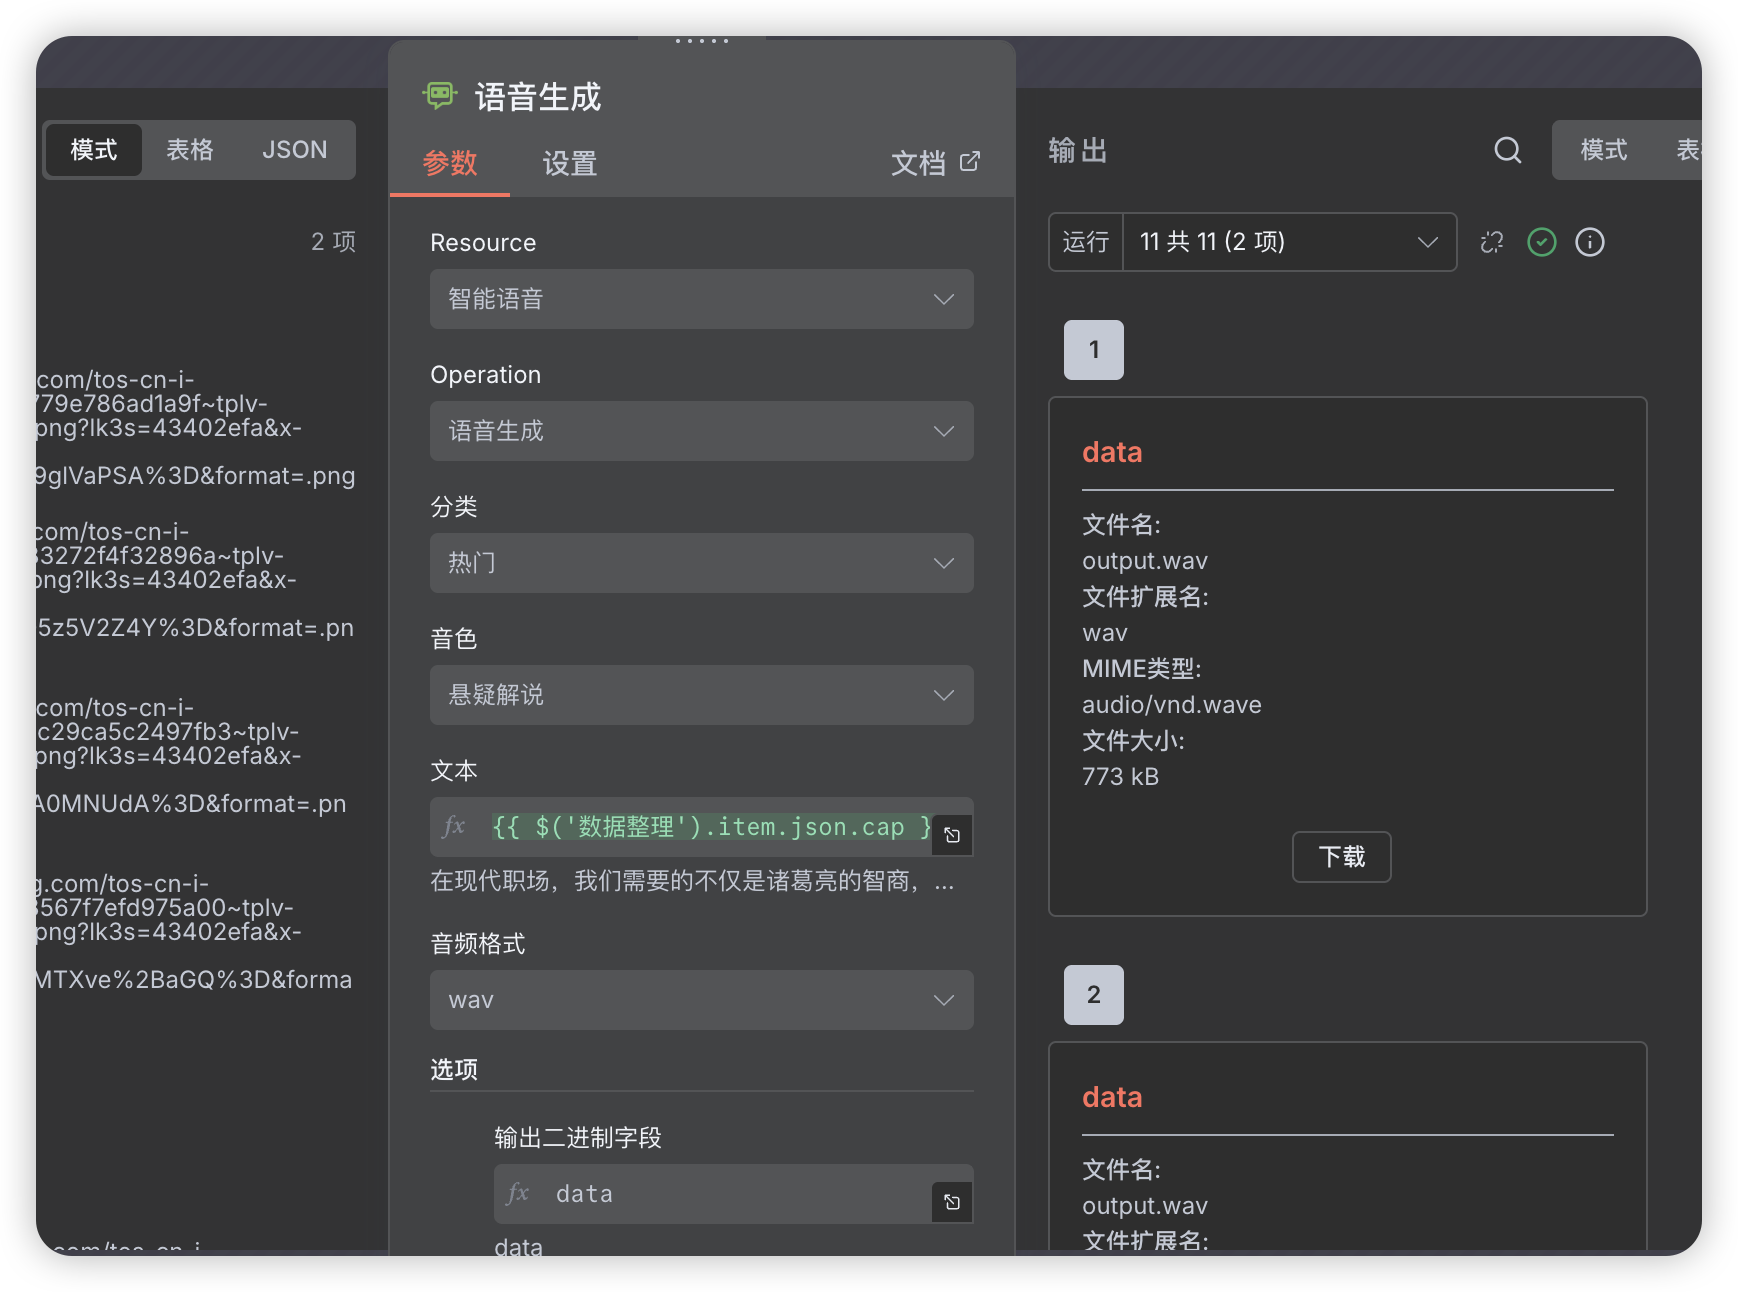 模式
表格
JSON
2 项
com/tos-cn-i-
779e786ad1a9f~tplv-
png?lk3s=43402efa&x-
9glVaPSA%3D&format=.png
com/tos-cn-i-
33272f4f32896a~tplv-
png?lk3s=43402efa&x-
5z5V2Z4Y%3D&format=.pn
com/tos-cn-i-
c29ca5c2497fb3~tplv-
png?lk3s=43402efa&x-
A0MNUdA%3D&format=.pn
g.com/tos-cn-i-
3567f7efd975a00~tplv-
png?lk3s=43402efa&x-
MTXve%2BaGQ%3D&forma
com/tos-cn-i-
语音生成
参数
设置
文档
Resource
智能语音
Operation
语音生成
分类
热门
音色
悬疑解说
文本
fx {{ $('数据整理').item.json.cap }
在现代职场，我们需要的不仅是诸葛亮的智商，...
音频格式
wav
选项
输出二进制字段
fx data
data
输出
模式
表
运行
11 共 11 (2 项)
1
data
文件名:
output.wav
文件扩展名:
wav
MIME类型:
audio/vnd.wave
文件大小:
773 kB
下载
2
data
文件名:
output.wav
文件扩展名: